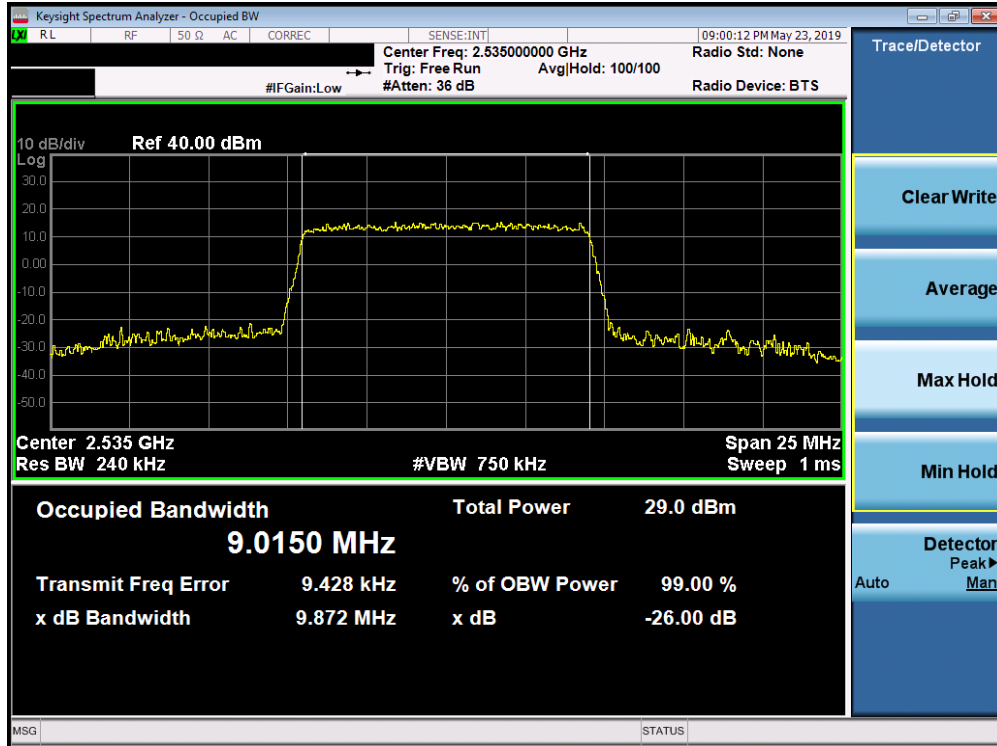 Keysight Spectrum Analyzer - Occupied BW
LXI RL RF 50 Ω AC CORREC SENSE:INT 09:00:12 PM May 23, 2019
Center Freq: 2.535000000 GHz Radio Std: None
Trig: Free Run Avg|Hold: 100/100
#IFGain:Low #Atten: 36 dB Radio Device: BTS
10 dB/div Ref 40.00 dBm
Log
30.0
20.0
10.0
0.00
-10.0
-20.0
-30.0
-40.0
-50.0
Center 2.535 GHz Span 25 MHz
Res BW 240 kHz #VBW 750 kHz Sweep 1 ms
Occupied Bandwidth Total Power 29.0 dBm
9.0150 MHz
Transmit Freq Error 9.428 kHz % of OBW Power 99.00 %
x dB Bandwidth 9.872 MHz x dB -26.00 dB
MSG STATUS
Trace/Detector
Clear Write
Average
Max Hold
Min Hold
Detector
Peak▶
Auto Man